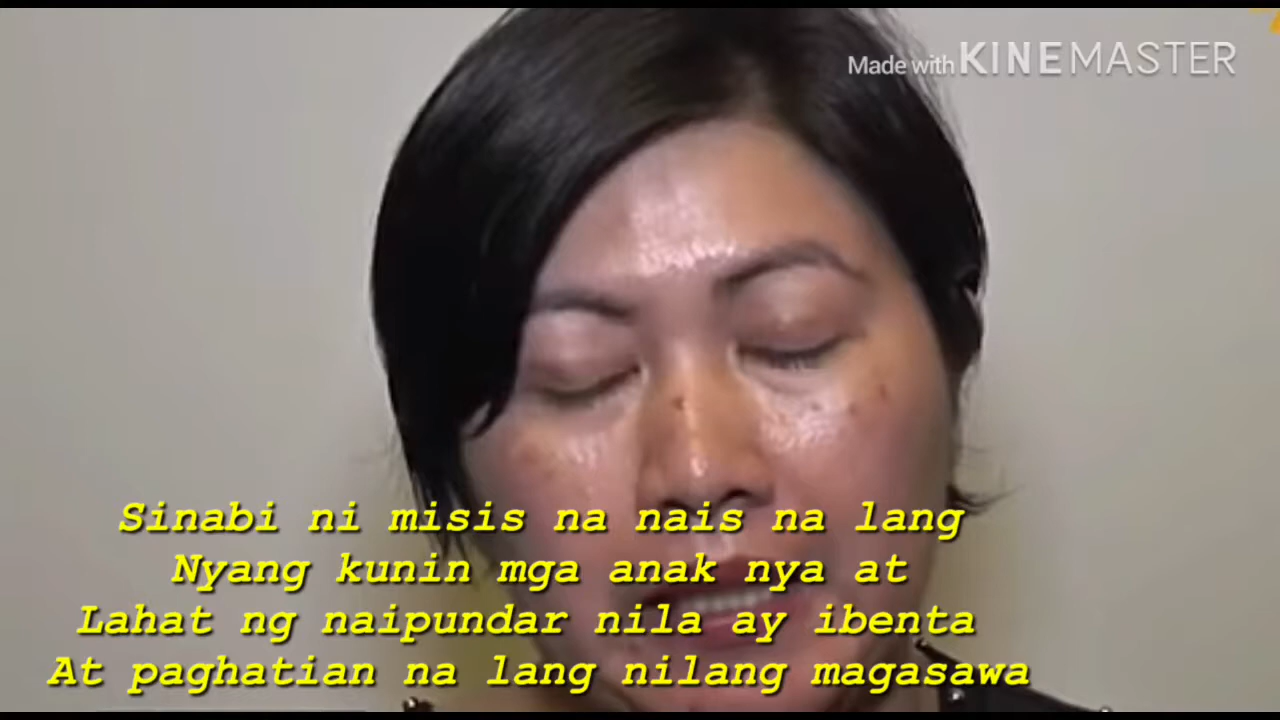 Made with KINEMASTER
Sinabi ni misis na nais na lang
Nyang kunin mga anak nya at
Lahat ng naipundar nila ay ibenta
At paghatian na lang nilang magasawa